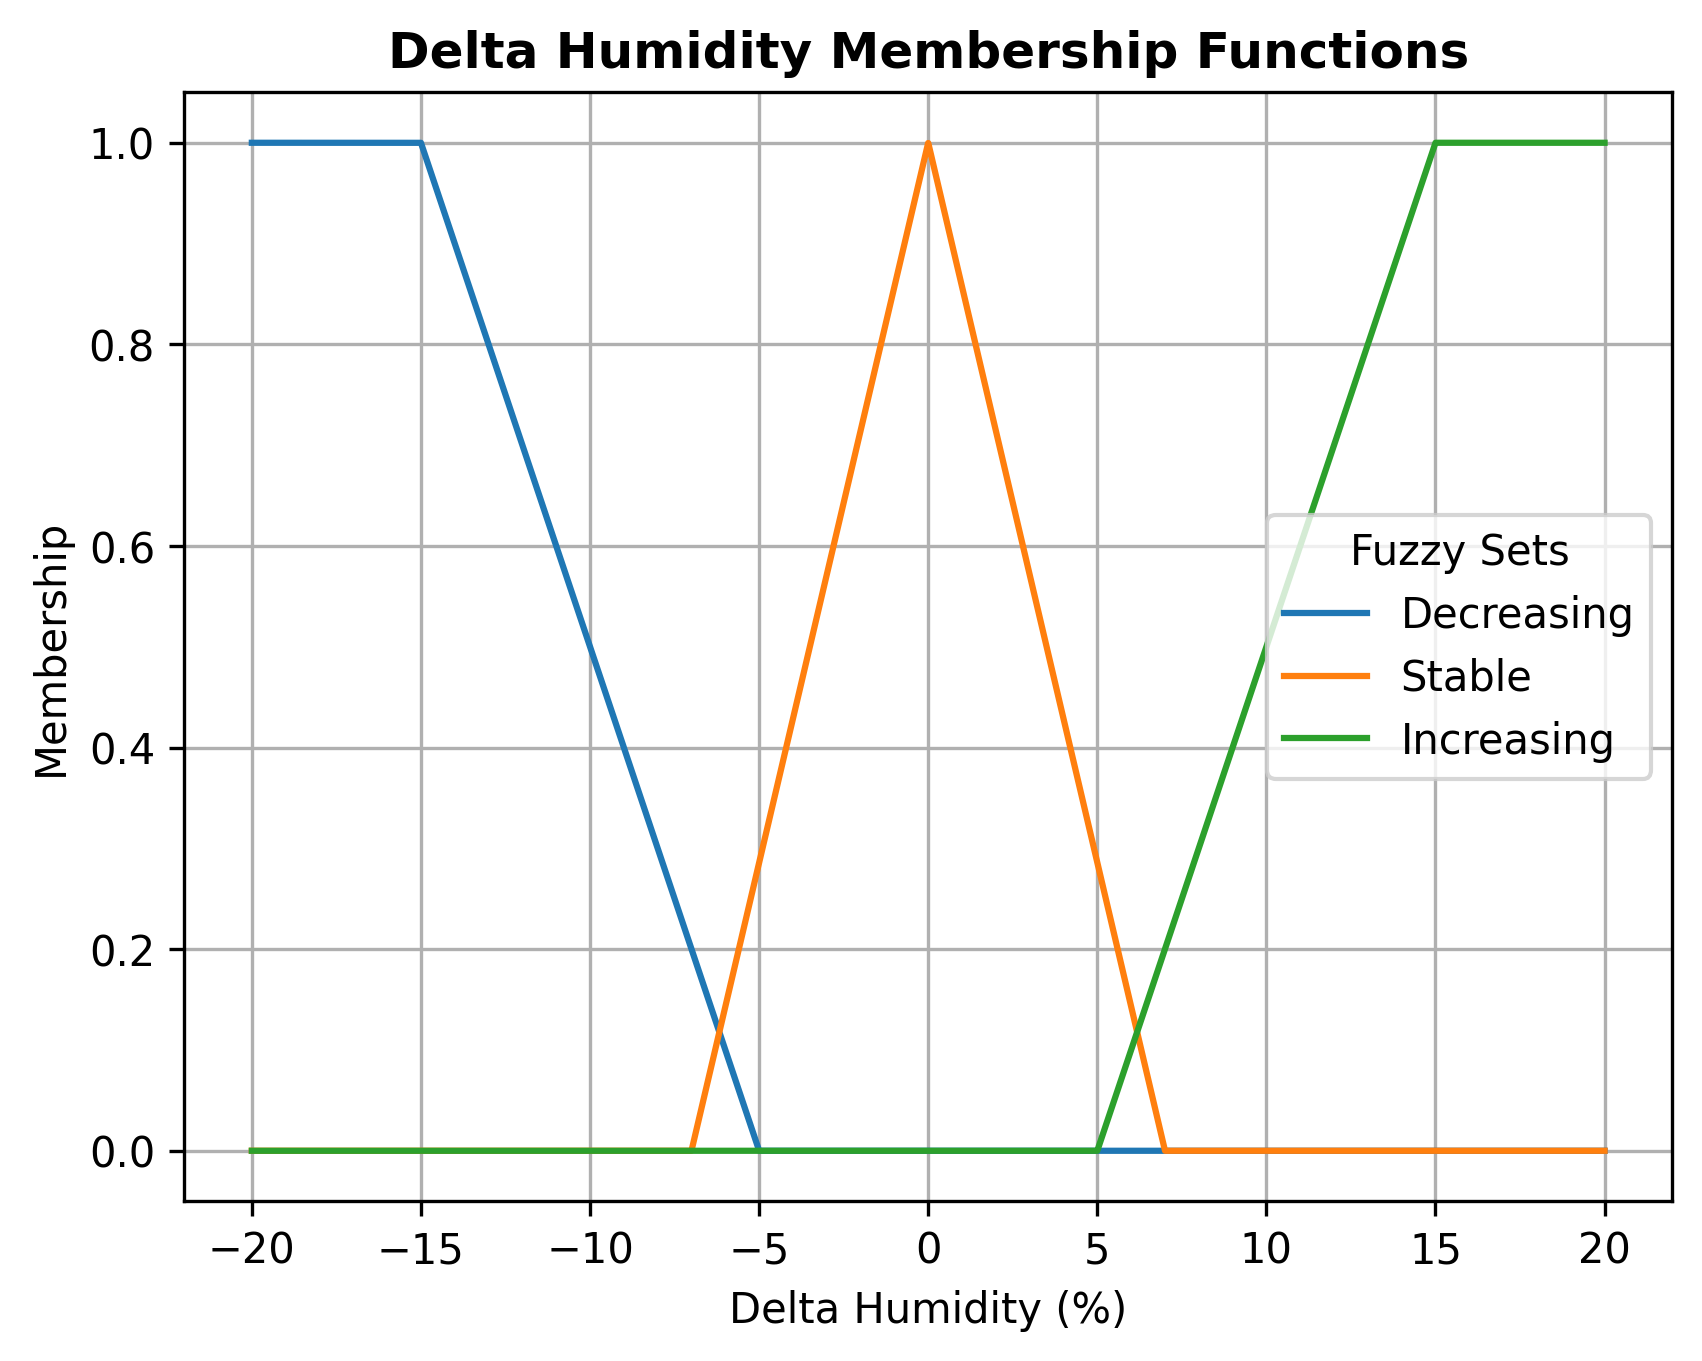 Delta Humidity Membership Functions
1.0
0.8
0.6
0.4
0.2
0.0
Membership
Fuzzy Sets
Decreasing
Stable
Increasing
−20 −15 −10 −5 0 5 10 15 20
Delta Humidity (%)